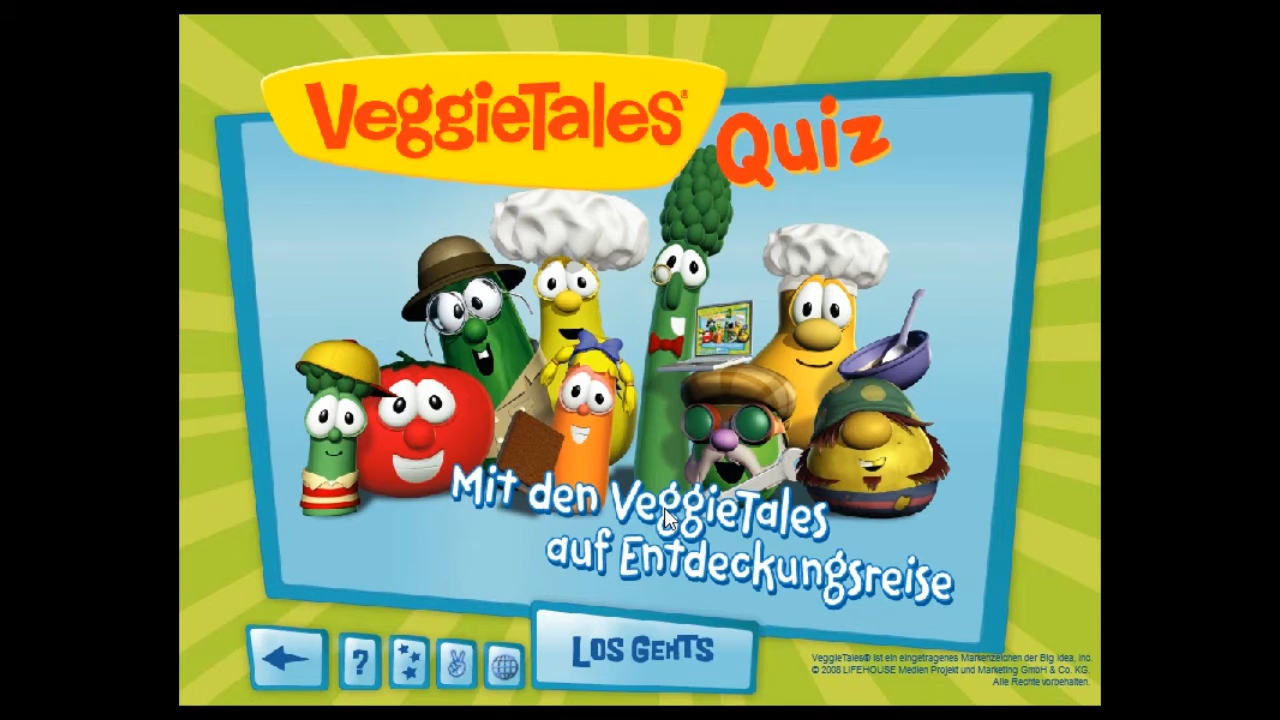 VeggieTales®
Quiz
Mit den VeggieTales
auf Entdeckungsreise
?
Los Gehts
VeggieTales® ist ein eingetragenes Markenzeichen der Big Idea, Inc.
© 2008 LIFEHOUSE Medien Projekt und Marketing GmbH & Co. KG.
Alle Rechte vorbehalten.